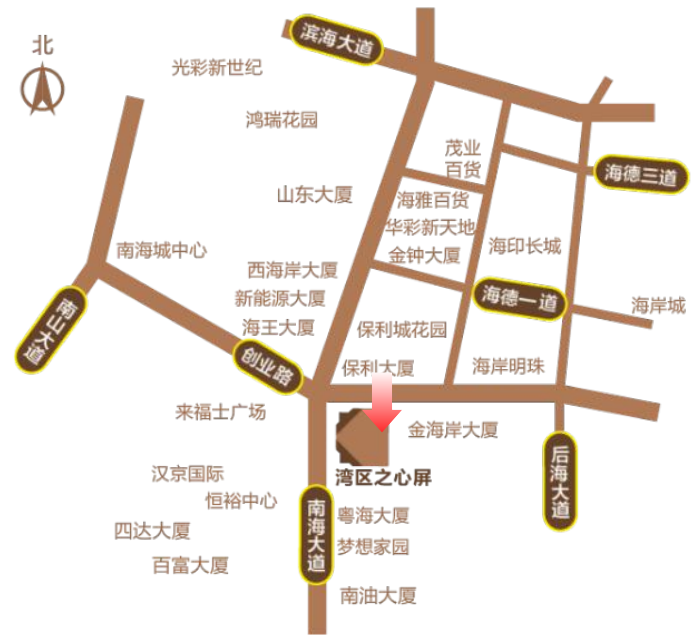 滨海大道
北
光彩新世纪
鸿瑞花园
茂业
百货
海德三道
山东大厦
海雅百货
华彩新天地
南海城中心
金钟大厦
海印长城
西海岸大厦
新能源大厦
海德一道
海岸城
南山大道
海王大厦
保利城花园
创业路
保利大厦
海岸明珠
来福士广场
金海岸大厦
汉京国际
湾区之心屏
后海大道
恒裕中心
南海大道
粤海大厦
四达大厦
梦想家园
百富大厦
南油大厦